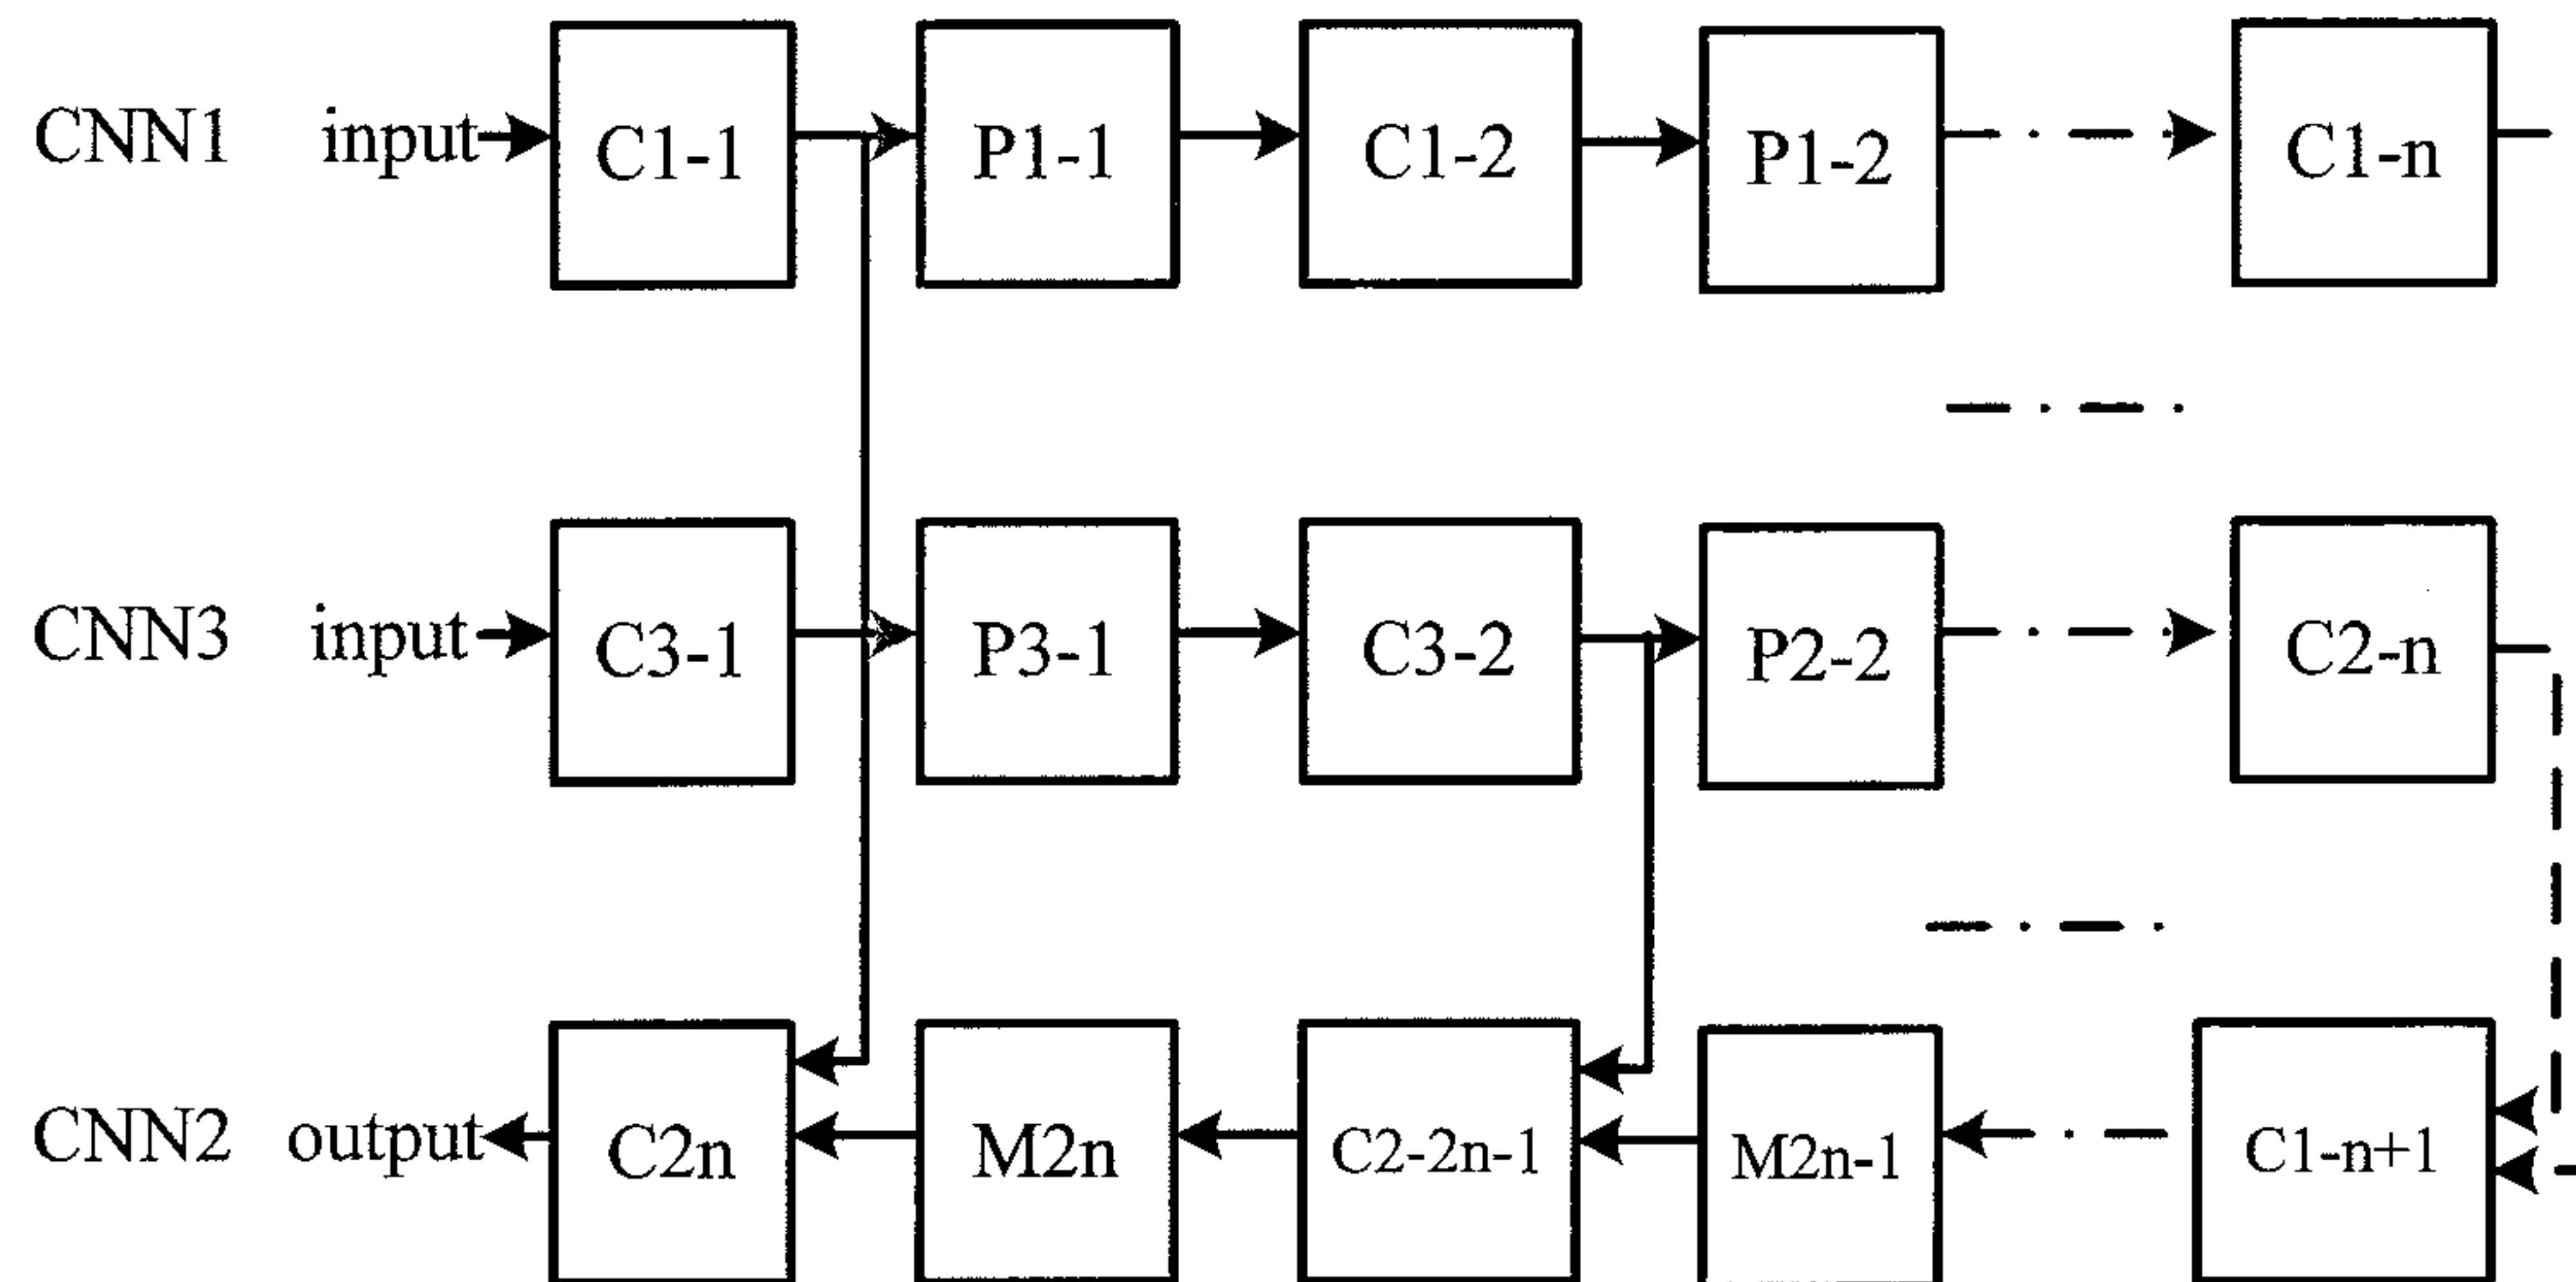 CNN1 input C1-1 P1-1 C1-2 P1-2 C1-n
CNN3 input C3-1 P3-1 C3-2 P2-2 C2-n
CNN2 output C2n M2n C2-2n-1 M2n-1 C1-n+1